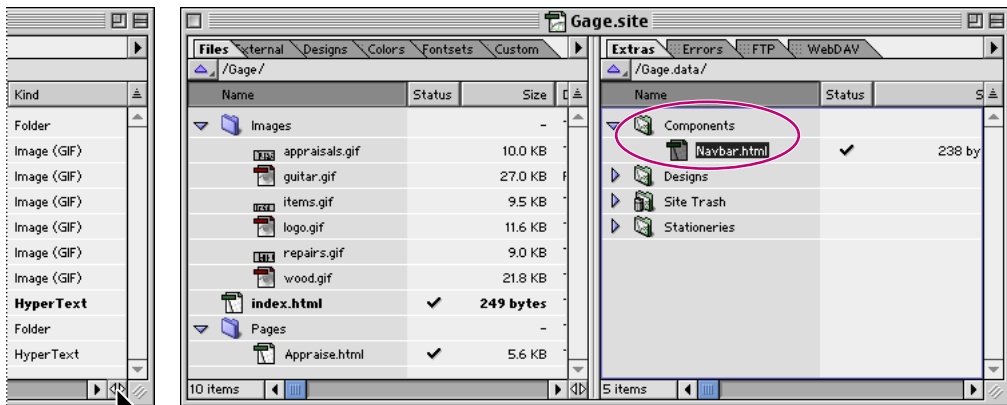 Kind
Folder
Image (GIF)
Image (GIF)
Image (GIF)
Image (GIF)
Image (GIF)
Image (GIF)
HyperText
Folder
HyperText
Gage.site
Files External Designs Colors Fontsets Custom
/Gage/
Name Status Size
Images -
appraisals.gif 10.0 KB
guitar.gif 27.0 KB
items.gif 9.5 KB
logo.gif 11.6 KB
repairs.gif 9.0 KB
wood.gif 21.8 KB
index.html 249 bytes
Pages -
Appraise.html 5.6 KB
10 items
Extras Errors FTP WebDAV
/Gage.data/
Name Status S
Components
Navbar.html 238 by
Designs
Site Trash
Stationeries
5 items